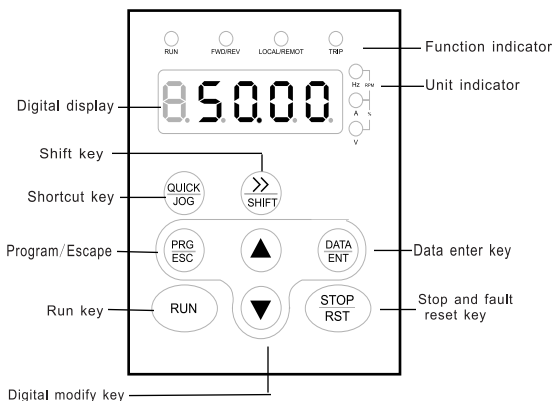 RUN FWD/REV LOCAL/REMOT TRIP
Function indicator
Hz RPM
A %
V
Unit indicator
Digital display
8.50.00
Shift key
Shortcut key
QUICK
JOG
>>
SHIFT
Program/Escape
PRG
ESC
▲
DATA
ENT
Data enter key
Run key
RUN
▼
STOP
RST
Stop and fault
reset key
Digital modify key